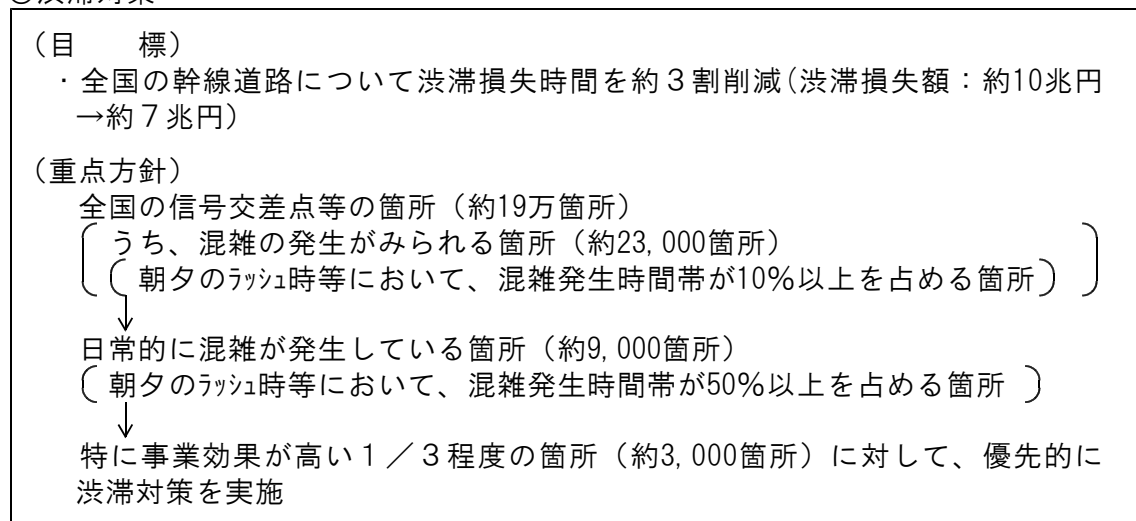 （目　　標）
・全国の幹線道路について渋滞損失時間を約３割削減(渋滞損失額：約10兆円
→約７兆円)
（重点方針）
全国の信号交差点等の箇所（約19万箇所）
うち、混雑の発生がみられる箇所（約23,000箇所）
朝夕のﾗｯｼｭ時等において、混雑発生時間帯が10%以上を占める箇所
↓
日常的に混雑が発生している箇所（約9,000箇所）
朝夕のﾗｯｼｭ時等において、混雑発生時間帯が50%以上を占める箇所
↓
特に事業効果が高い１／３程度の箇所（約3,000箇所）に対して、優先的に
渋滞対策を実施